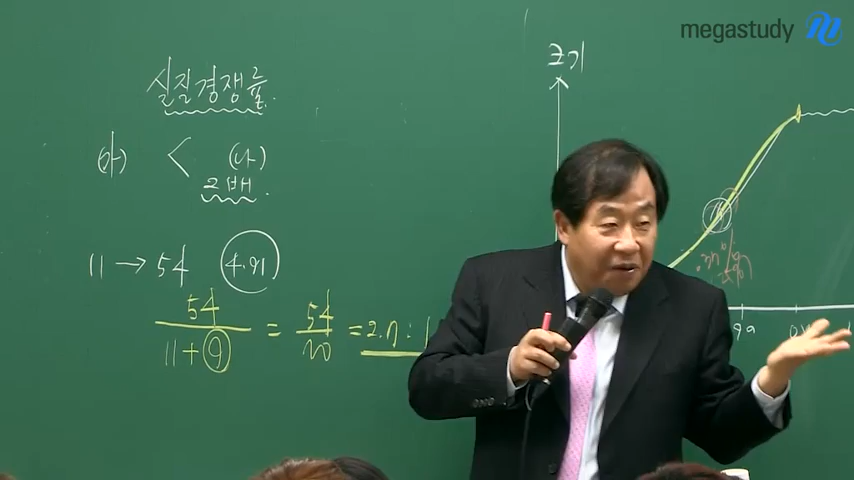 megastudy
실질경쟁률
(가) < (나)
2배
11 → 54 4.91
54 / 11+9 = 54 / 20 = 2.7 : 1
크기